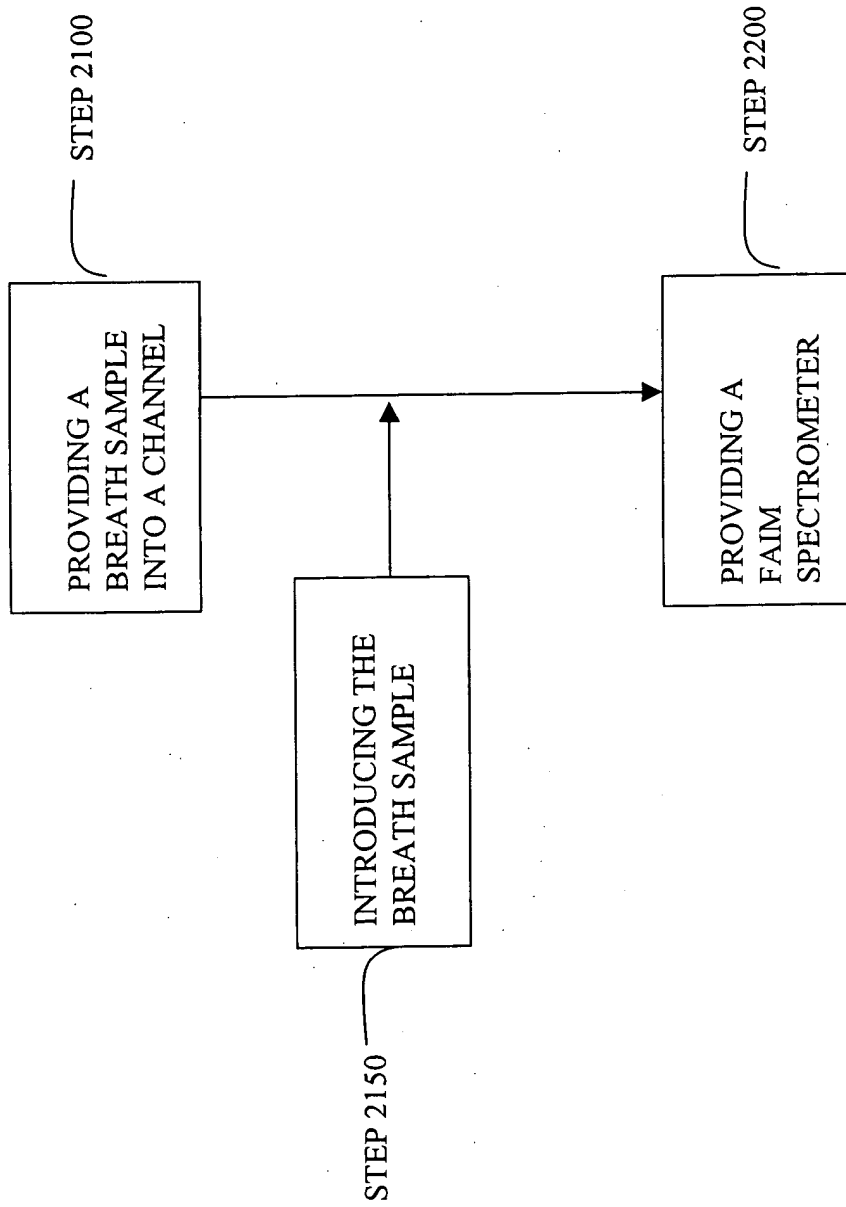 PROVIDING A
BREATH SAMPLE
INTO A CHANNEL
STEP 2100
INTRODUCING THE
BREATH SAMPLE
STEP 2150
PROVIDING A
FAIM
SPECTROMETER
STEP 2200